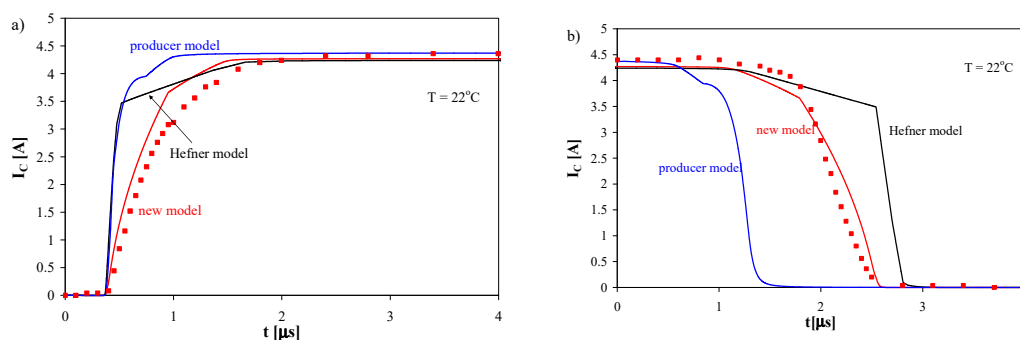 a)
I_C [A]
5
4.5
4
3.5
3
2.5
2
1.5
1
0.5
0
producer model
T = 22°C
Hefner model
new model
0 1 2 3 4
t [μs]
b)
I_C [A]
5
4.5
4
3.5
3
2.5
2
1.5
1
0.5
0
T = 22°C
Hefner model
new model
producer model
0 1 2 3
t[μs]